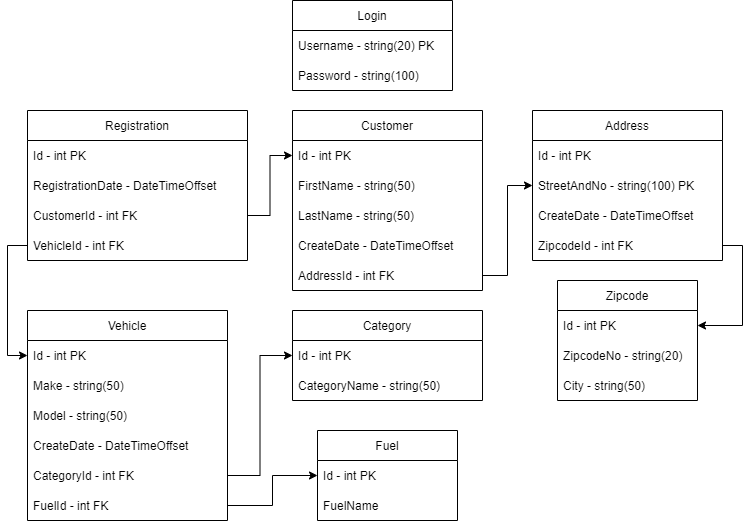 Login
Username - string(20) PK
Password - string(100)
Registration
Id - int PK
RegistrationDate - DateTimeOffset
CustomerId - int FK
VehicleId - int FK
Customer
Id - int PK
FirstName - string(50)
LastName - string(50)
CreateDate - DateTimeOffset
AddressId - int FK
Address
Id - int PK
StreetAndNo - string(100) PK
CreateDate - DateTimeOffset
ZipcodeId - int FK
Zipcode
Id - int PK
ZipcodeNo - string(20)
City - string(50)
Vehicle
Id - int PK
Make - string(50)
Model - string(50)
CreateDate - DateTimeOffset
CategoryId - int FK
FuelId - int FK
Category
Id - int PK
CategoryName - string(50)
Fuel
Id - int PK
FuelName